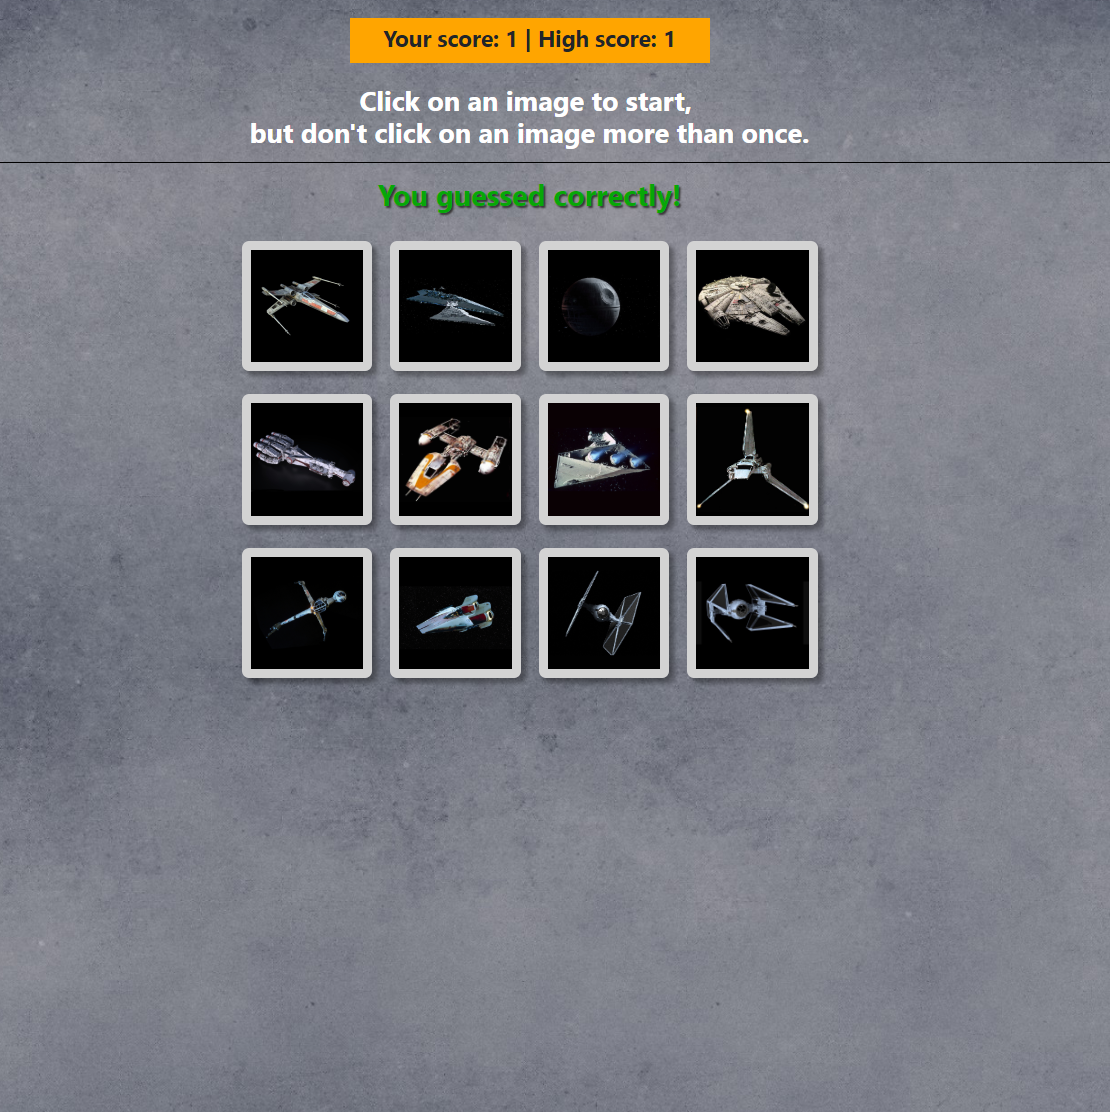 Your score: 1 | High score: 1
Click on an image to start,
but don't click on an image more than once.
You guessed correctly!